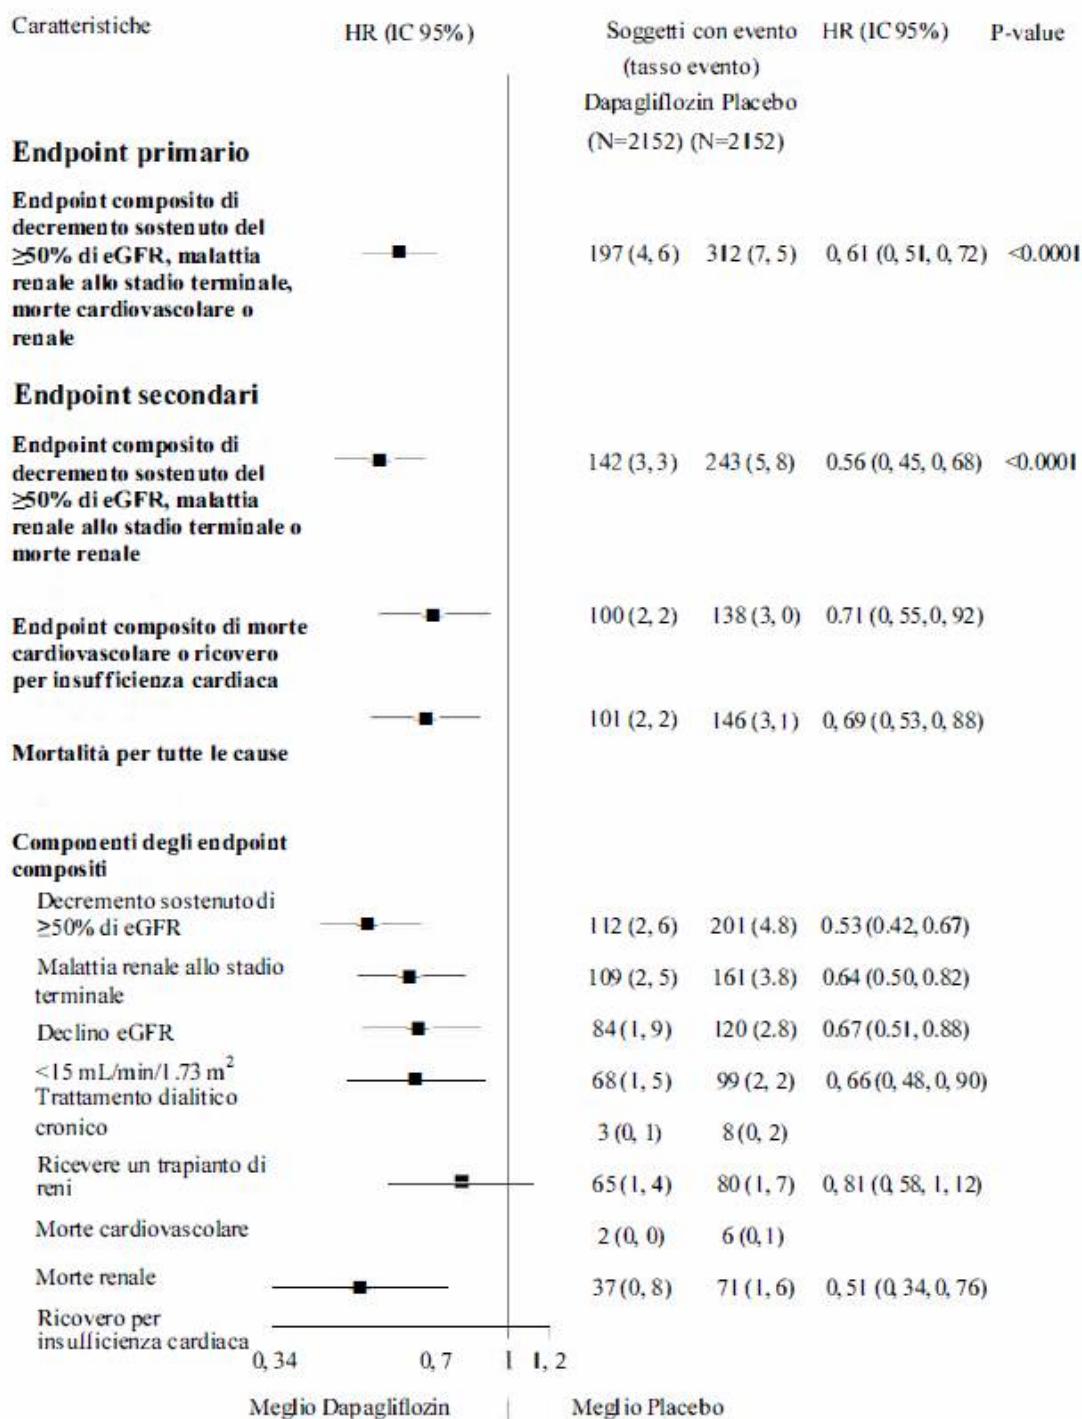 Caratteristiche HR (IC 95%) Soggetti con evento HR (IC 95%) P-value
(tasso evento)
Dapagliflozin Placebo
(N=2152) (N=2152)
Endpoint primario
Endpoint composito di
decremento sostenuto del
≥50% di eGFR, malattia 197 (4, 6) 312 (7, 5) 0, 61 (0, 51, 0, 72) <0.0001
renale allo stadio terminale,
morte cardiovascolare o
renale
Endpoint secondari
Endpoint composito di
decremento sostenuto del 142 (3, 3) 243 (5, 8) 0.56 (0, 45, 0, 68) <0.0001
≥50% di eGFR, malattia
renale allo stadio terminale o
morte renale
100 (2, 2) 138 (3, 0) 0.71 (0, 55, 0, 92)
Endpoint composito di morte
cardiovascolare o ricovero
per insufficienza cardiaca
101 (2, 2) 146 (3, 1) 0, 69 (0, 53, 0, 88)
Mortalità per tutte le cause
Componenti degli endpoint
compositi
Decremento sostenuto di
≥50% di eGFR 112 (2, 6) 201 (4.8) 0.53 (0.42, 0.67)
Malattia renale allo stadio 109 (2, 5) 161 (3.8) 0.64 (0.50, 0.82)
terminale
Declino eGFR 84 (1, 9) 120 (2.8) 0.67 (0.51, 0.88)
<15 mL/min/1.73 m² 68 (1, 5) 99 (2, 2) 0, 66 (0, 48, 0, 90)
Trattamento dialitico
cronico 3 (0, 1) 8 (0, 2)
Ricevere un trapianto di
reni 65 (1, 4) 80 (1, 7) 0, 81 (0, 58, 1, 12)
Morte cardiovascolare 2 (0, 0) 6 (0, 1)
Morte renale 37 (0, 8) 71 (1, 6) 0, 51 (0, 34, 0, 76)
Ricovero per
insufficienza cardiaca
0, 34 0, 7 1 1, 2
Meglio Dapagliflozin Meglio Placebo